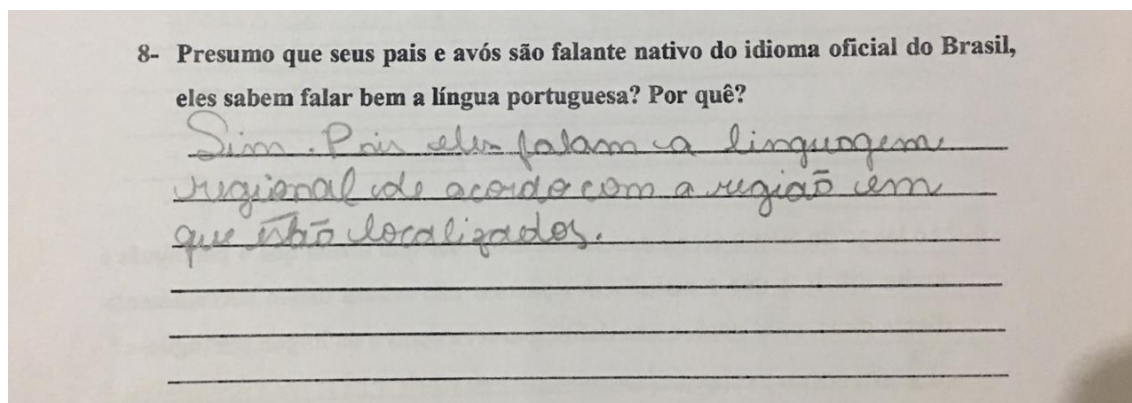 8- Presumo que seus pais e avós são falante nativo do idioma oficial do Brasil,
eles sabem falar bem a língua portuguesa? Por quê?
Sim. Pois eles falam a linguagem
regional de acordo com a região em
que estão localizados.